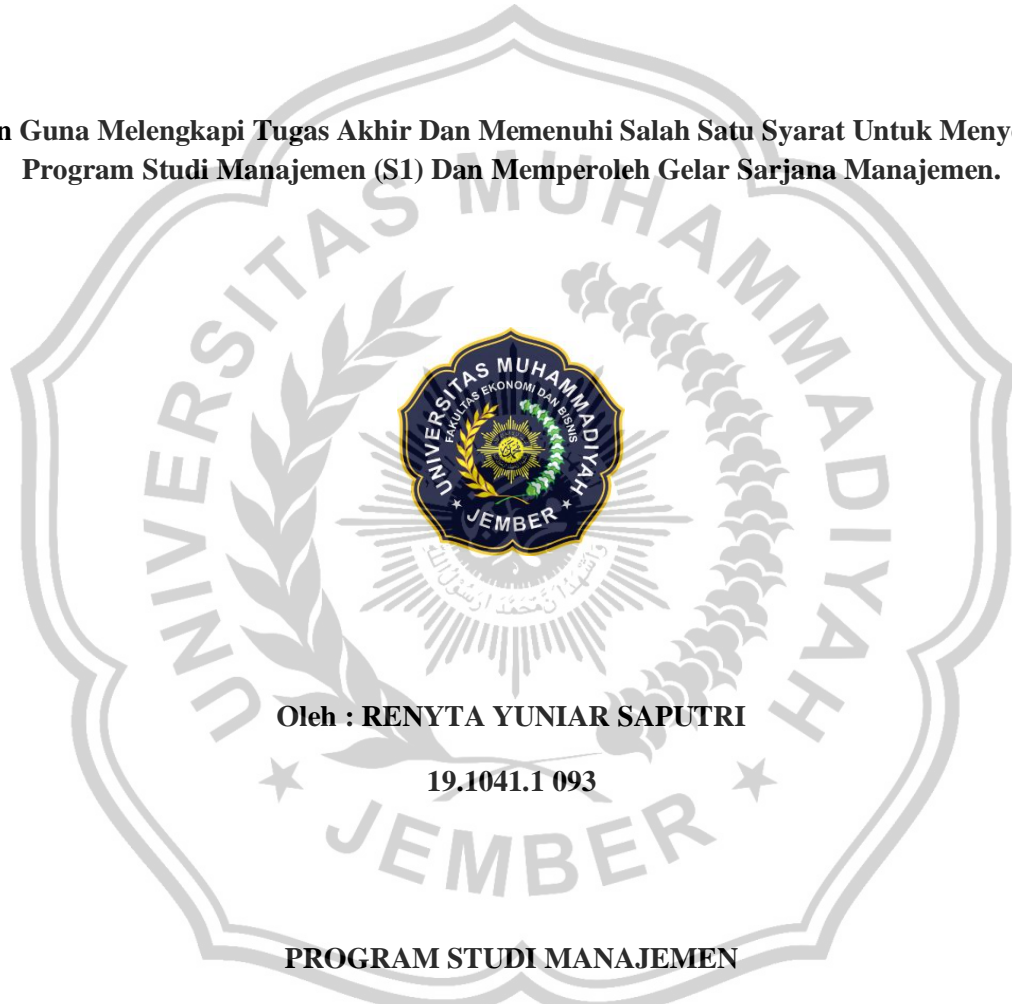 n Guna Melengkapi Tugas Akhir Dan Memenuhi Salah Satu Syarat Untuk Menye
Program Studi Manajemen (S1) Dan Memperoleh Gelar Sarjana Manajemen.
UNIVERSITAS MUHAMMADIYAH
JEMBER
UNIVERSITAS MUHAMMADIYAH
FAKULTAS EKONOMI DAN BISNIS
JEMBER
Oleh : RENYTA YUNIAR SAPUTRI
19.1041.1 093
PROGRAM STUDI MANAJEMEN